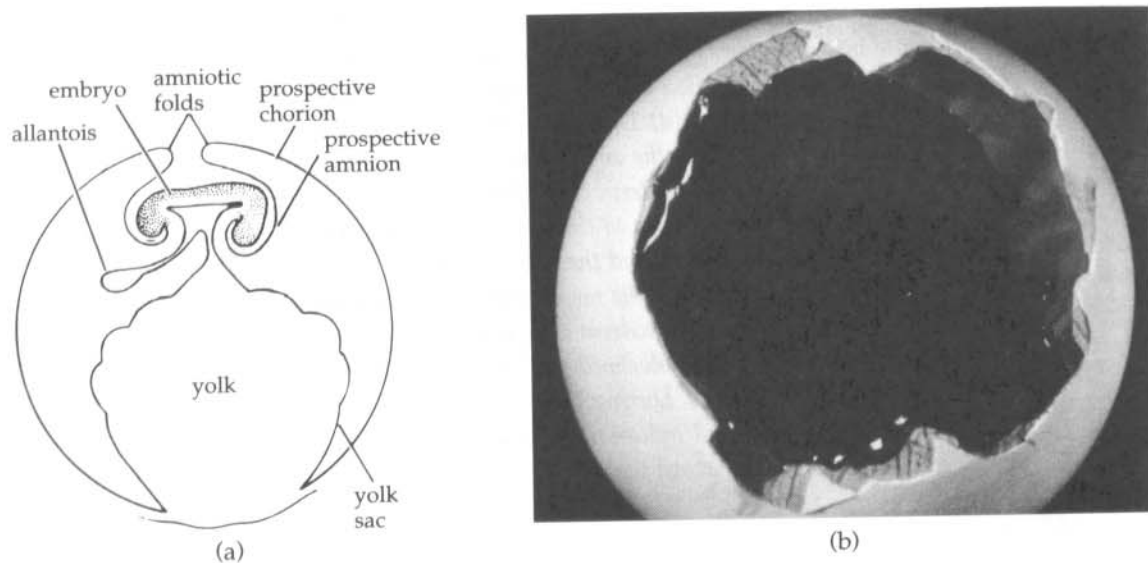 embryo
allantois
amniotic
folds
prospective
chorion
prospective
amnion
yolk
yolk
sac
(a)
(b)